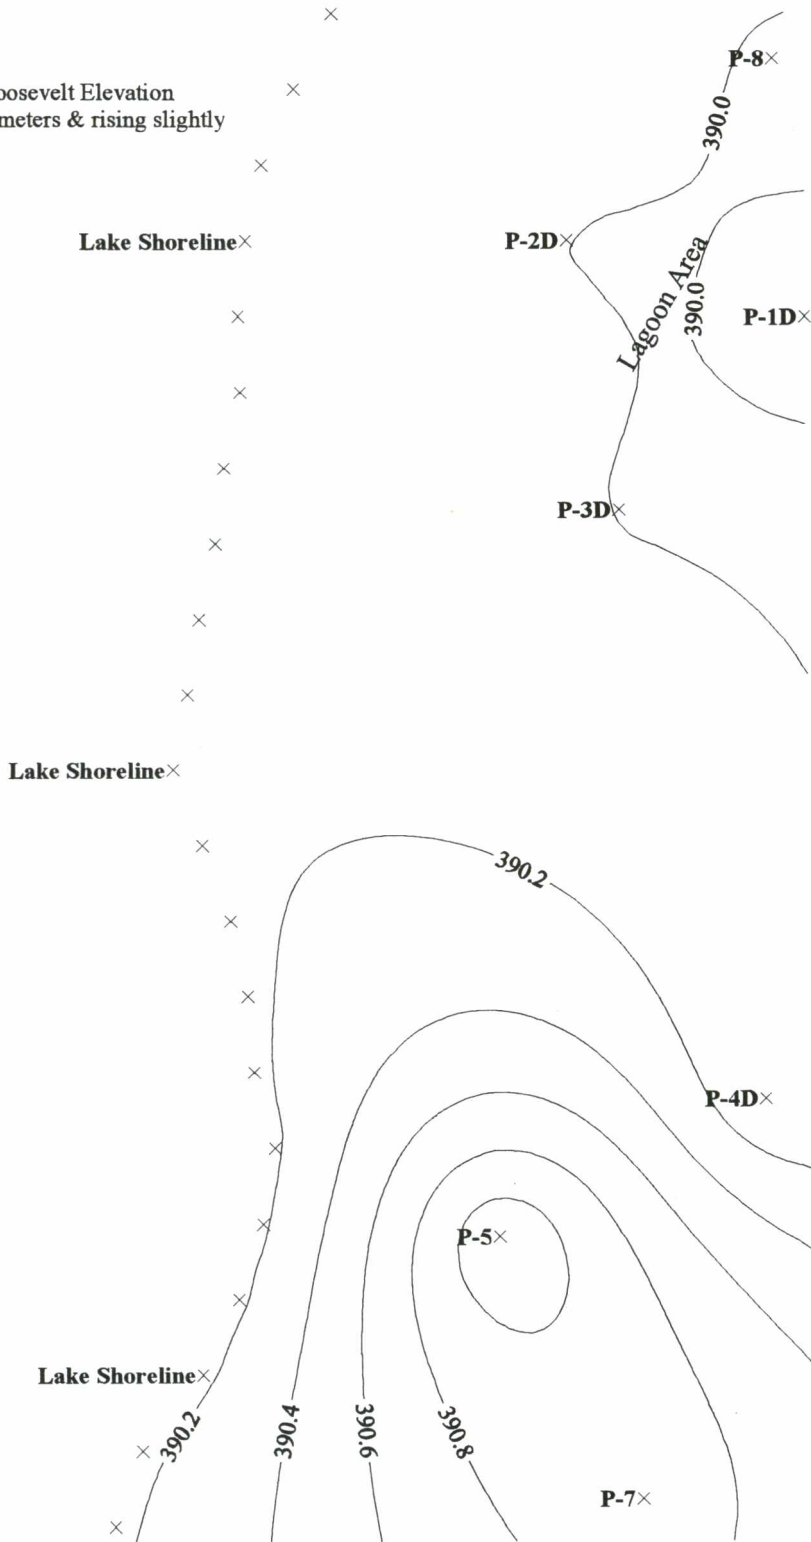 P-8
oosevelt Elevation
meters & rising slightly
390.0
Lake Shoreline
P-2D
Lagoon Area
390.0
P-1D
P-3D
Lake Shoreline
390.2
P-4D
P-5
Lake Shoreline
390.2
390.4
390.6
390.8
P-7